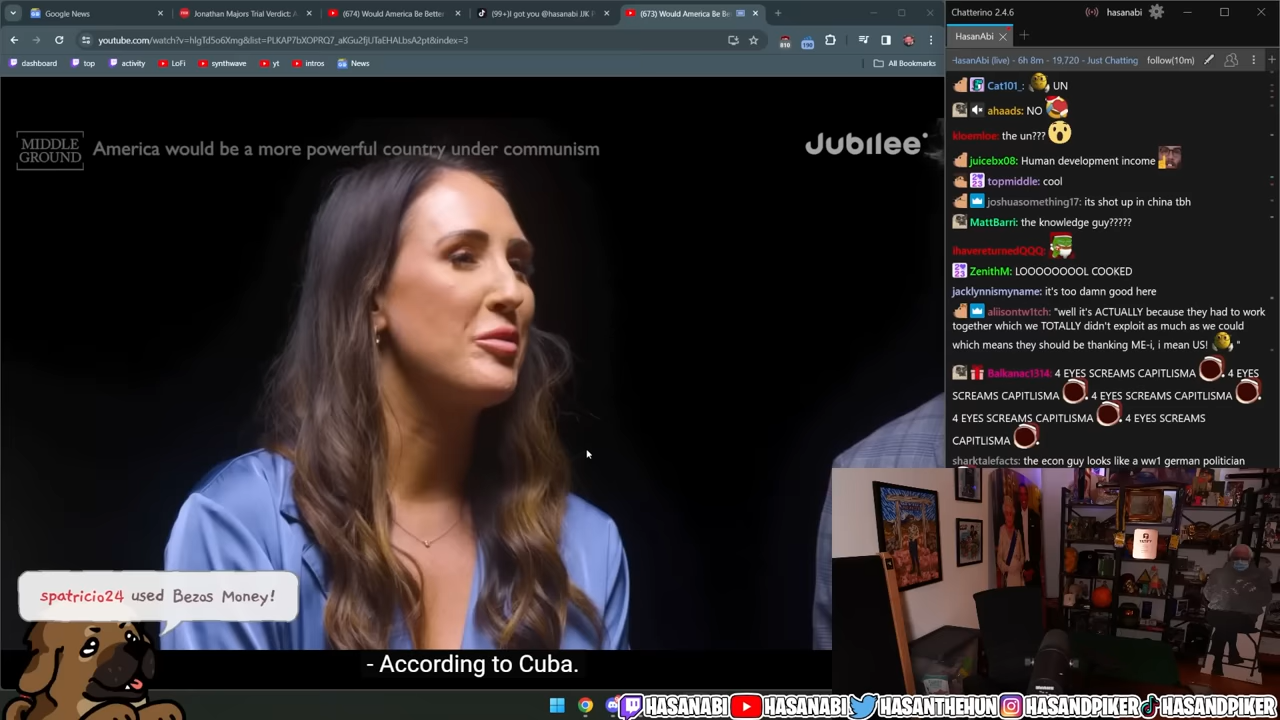 Google News
Jonathan Majors Trial Verdict: A
(674) Would America Be Better
(99+)I got you @hasanabi IJK P
(673) Would America Be Be
youtube.com/watch?v=hlgTd5o6Xmg&list=PLKAP7bXOPRQ7_aKGu2fjUTaEHALbsA2pt&index=3
810
190
dashboard
top
activity
LoFi
synthwave
yt
intros
News
All Bookmarks
MIDDLE
GROUND
America would be a more powerful country under communism
Jubilee
spatricio24 used Bezos Money!
- According to Cuba.
Chatterino 2.4.6
hasanabi
HasanAbi
HasanAbi (live) - 6h 8m - 19.720 - Just Chatting
follow(10m)
Cat101_: UN
ahaads: NO
kloemloe: the un???
juicebx08: Human development income
topmiddle: cool
joshuasomething17: its shot up in china tbh
MattBarri: the knowledge guy?????
ihavereturnedQQQ:
ZenithM: LOOOOOOOOL COOKED
jacklynnismyname: it's too damn good here
aliisontw1tch: "well it's ACTUALLY because they had to work
together which we TOTALLY didn't exploit as much as we could
which means they should be thanking ME-i, i mean US! "
Balkanac1314: 4 EYES SCREAMS CAPITLISMA 4 EYES
SCREAMS CAPITLISMA 4 EYES SCREAMS CAPITLISMA
4 EYES SCREAMS CAPITLISMA 4 EYES SCREAMS
CAPITLISMA
sharktalefacts: the econ guy looks like a ww1 german politician
HASANABI HASANABI HASANTHEHUN HASANDPIKER HASANDPIKER